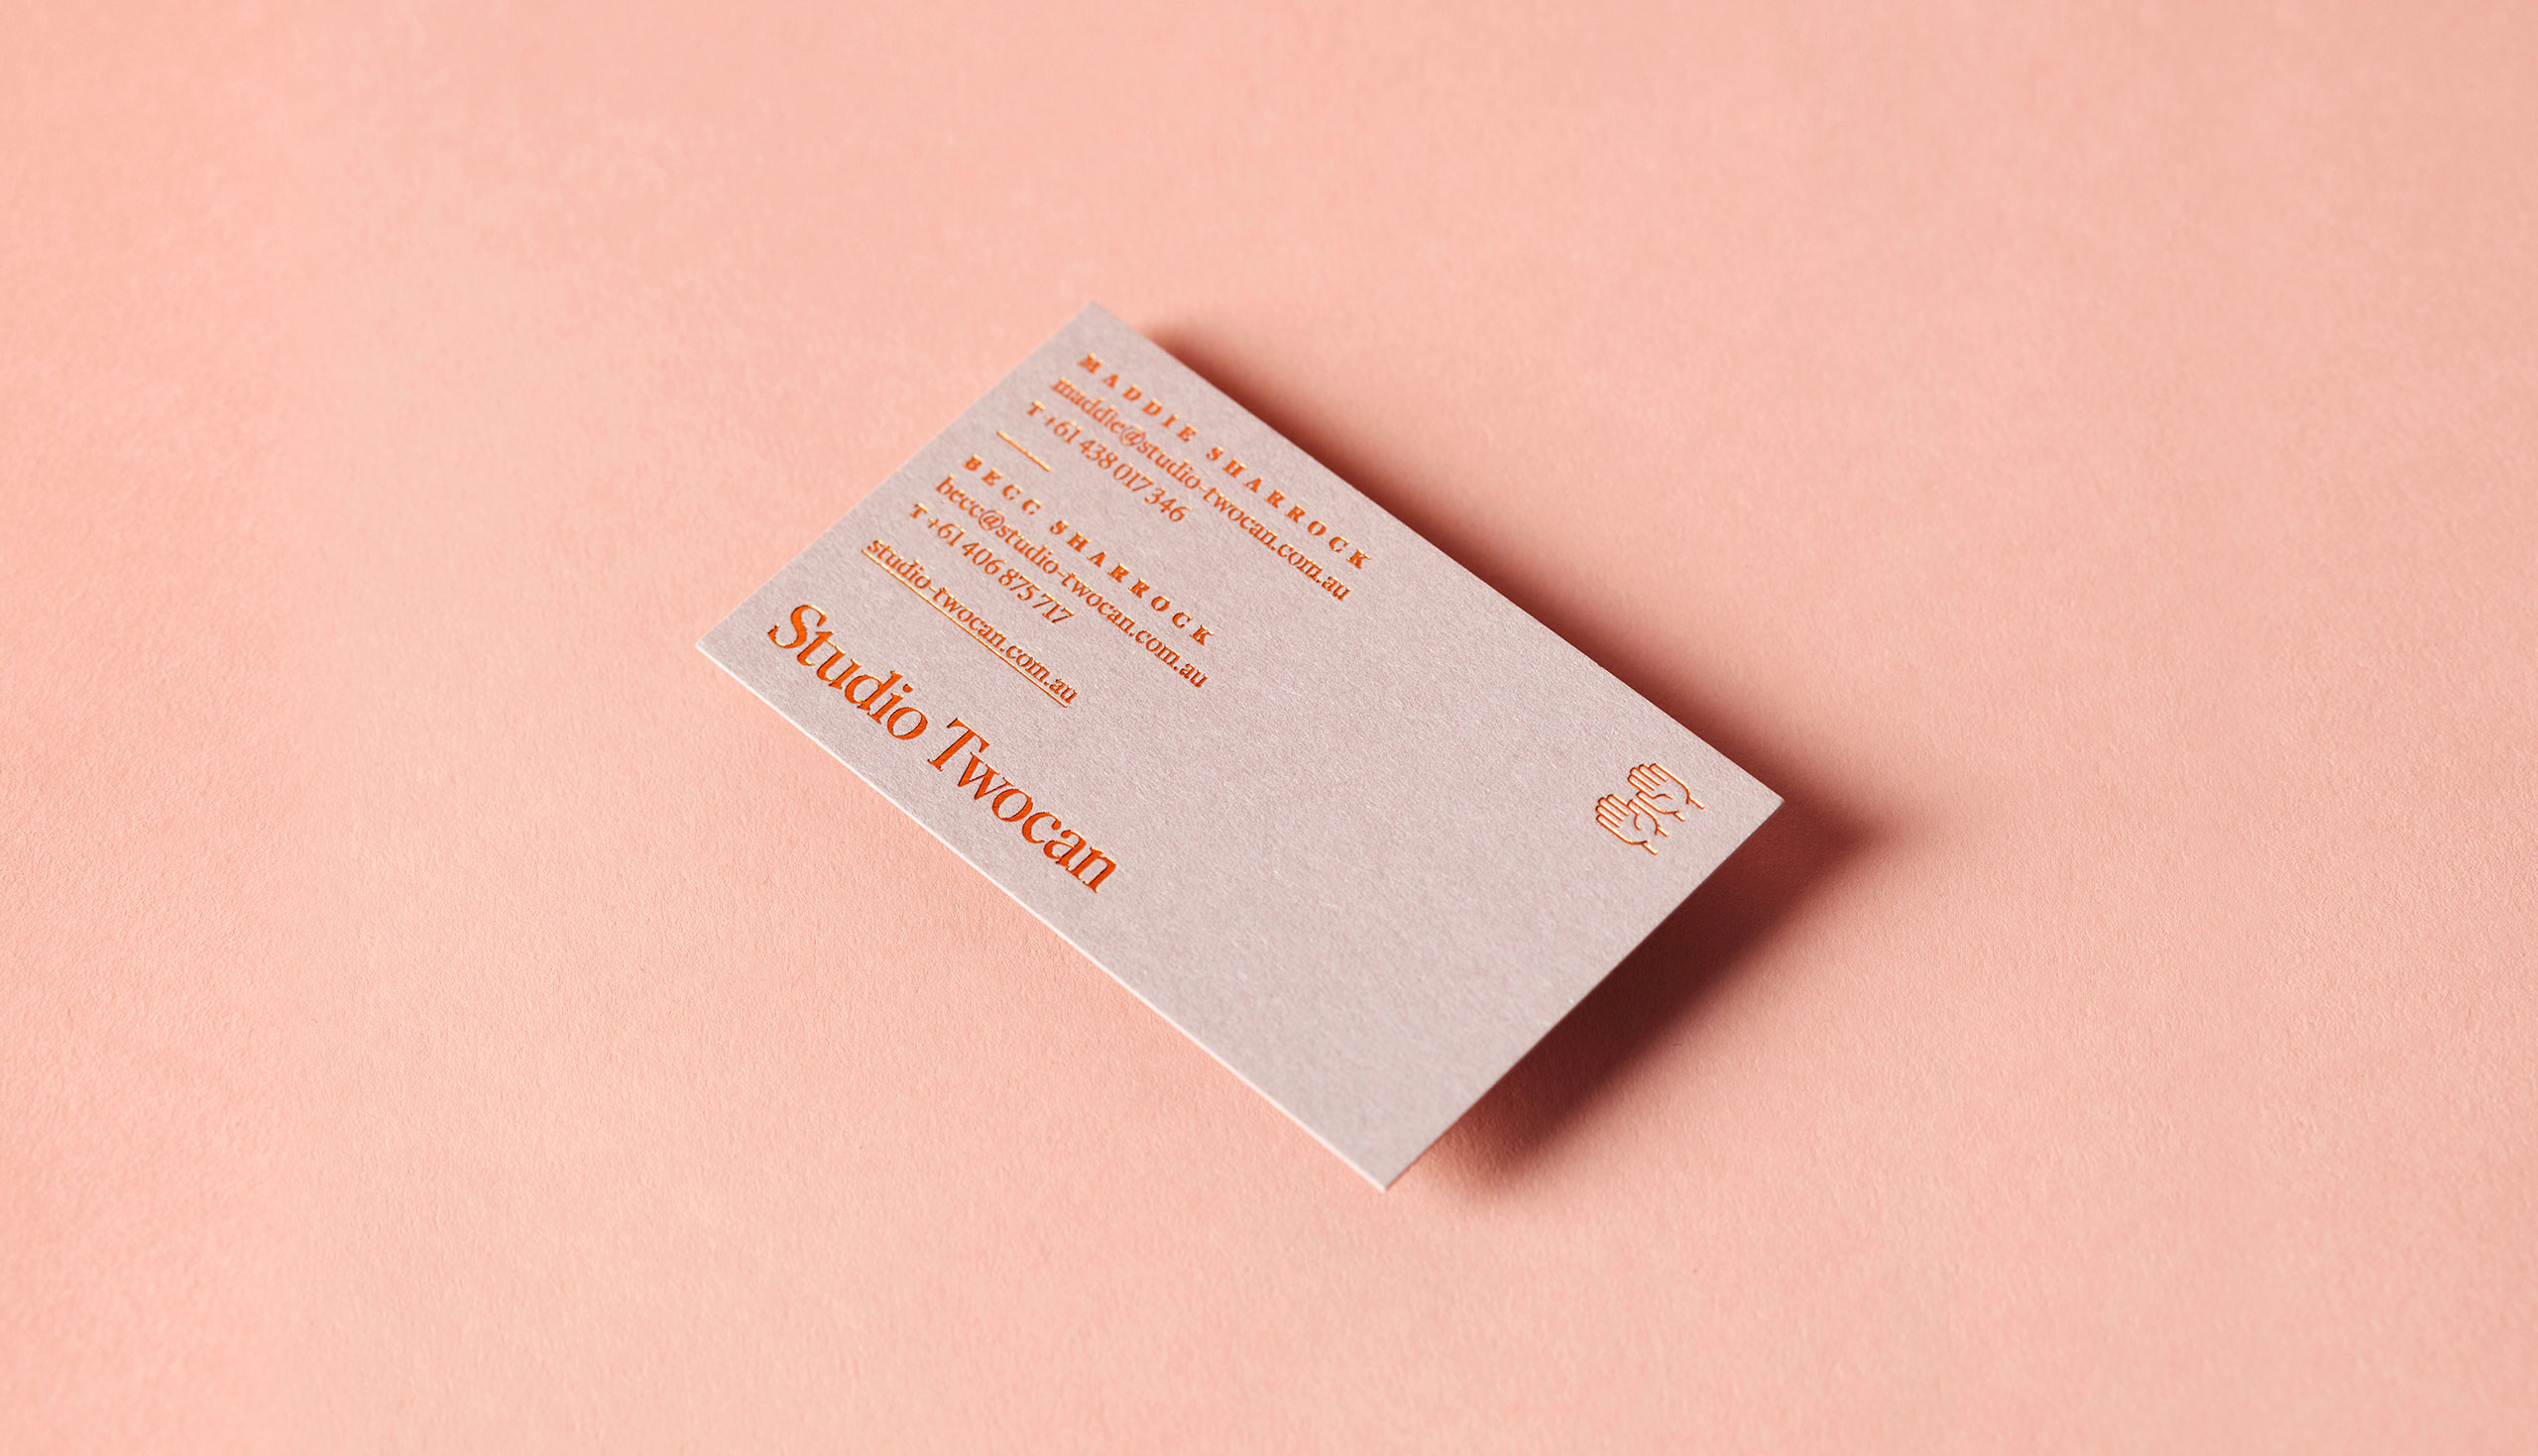 MADDIE SHARROCK
maddie@studio-twocan.com.au
T +61 438 017 346
BECC SHARROCK
becc@studio-twocan.com.au
T +61 406 875 717
studio-twocan.com.au
Studio Twocan